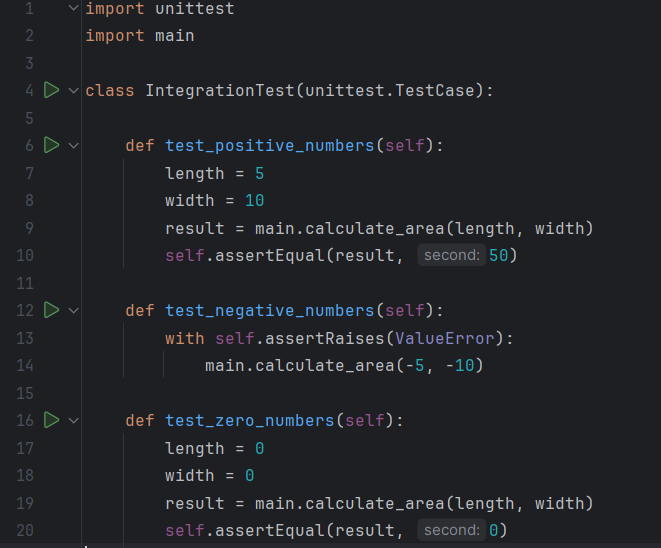 1 import unittest
2 import main
3
4 class IntegrationTest(unittest.TestCase):
5
6     def test_positive_numbers(self):
7         length = 5
8         width = 10
9         result = main.calculate_area(length, width)
10         self.assertEqual(result, second: 50)
11
12     def test_negative_numbers(self):
13         with self.assertRaises(ValueError):
14             main.calculate_area(-5, -10)
15
16     def test_zero_numbers(self):
17         length = 0
18         width = 0
19         result = main.calculate_area(length, width)
20         self.assertEqual(result, second: 0)